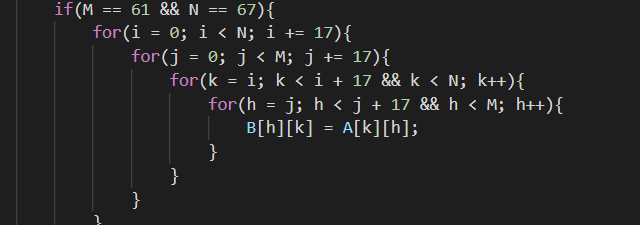 if(M == 61 && N == 67){
for(i = 0; i < N; i += 17){
for(j = 0; j < M; j += 17){
for(k = i; k < i + 17 && k < N; k++){
for(h = j; h < j + 17 && h < M; h++){
B[h][k] = A[k][h];
}
}
}
}